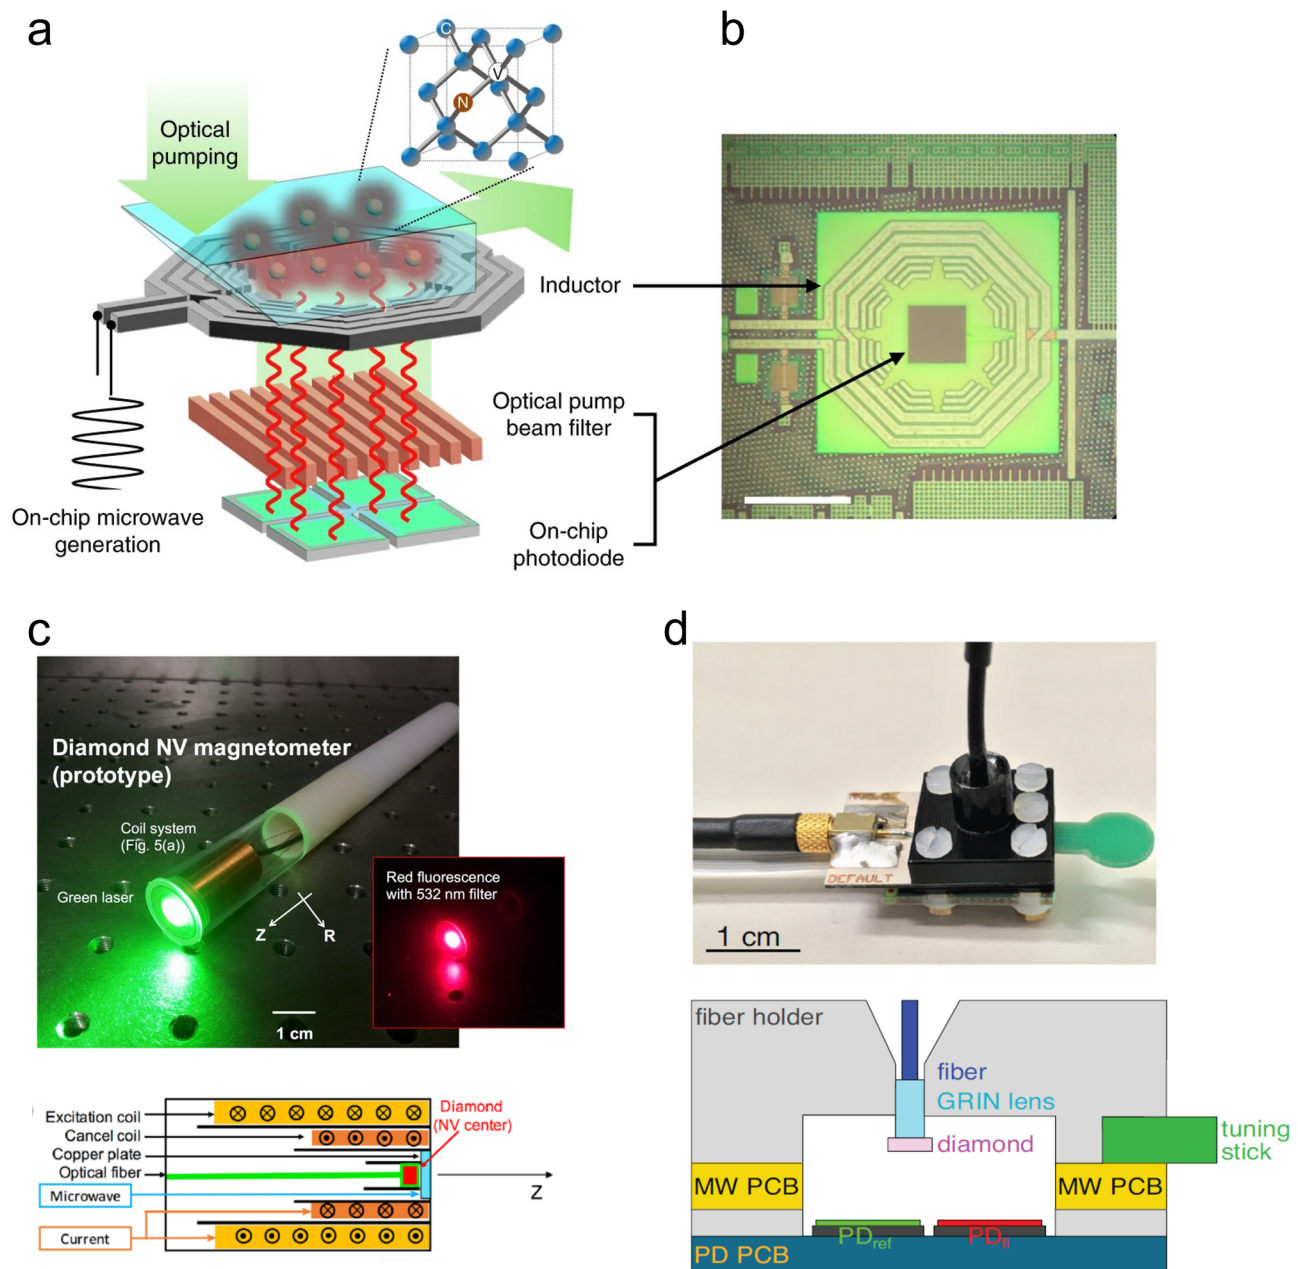 a
b
C
V
N
Optical
pumping
Inductor
Optical pump
beam filter
On-chip microwave
generation
On-chip
photodiode
c
d
Diamond NV magnetometer
(prototype)
Coil system
(Fig. 5(a))
Green laser
Z
R
1 cm
Red fluorescence
with 532 nm filter
DEFAULT
1 cm
Excitation coil
Cancel coil
Copper plate
Optical fiber
Microwave
Current
Diamond
(NV center)
Z
fiber holder
fiber
GRIN lens
diamond
tuning
stick
MW PCB
MW PCB
PDref
PDfl
PD PCB